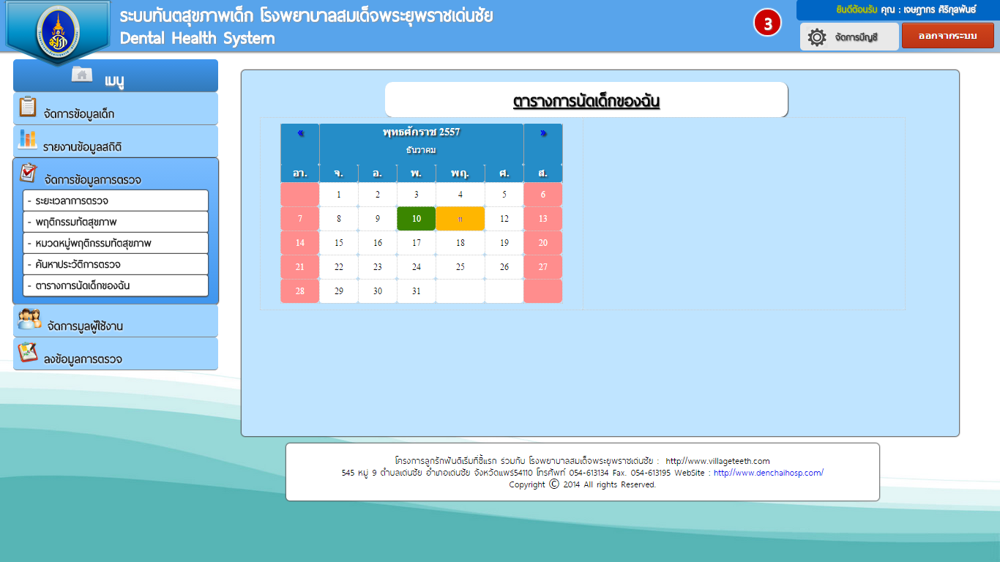 ระบบทันตสุขภาพเด็ก โรงพยาบาลสมเด็จพระยุพราชเด่นชัย
Dental Health System
3
ยินดีต้อนรับ คุณ : เจษฎากร ศิริกุลพันธ์
จัดการบัญชี
ออกจากระบบ
เมนู
จัดการข้อมูลเด็ก
รายงานข้อมูลสถิติ
จัดการข้อมูลการตรวจ
- ระยะเวลาการตรวจ
- พฤติกรรมทัตสุขภาพ
- หมวดหมู่พฤติกรรมทัตสุขภาพ
- ค้นหาประวัติการตรวจ
- ตารางการนัดเด็กของฉัน
จัดการมูลผู้ใช้งาน
ลงข้อมูลการตรวจ
ตารางการนัดเด็กของฉัน
« พุทธศักราช 2557 »
ธันวาคม
อา. จ. อ. พ. พฤ. ศ. ส.
1 2 3 4 5 6
7 8 9 10 11 12 13
14 15 16 17 18 19 20
21 22 23 24 25 26 27
28 29 30 31
โครงการลูกรักฟันดีเริ่มที่ซี่แรก ร่วมกับ โรงพยาบาลสมเด็จพระยุพราชเด่นชัย : http://www.villageteeth.com
545 หมู่ 9 ตำบลเด่นชัย อำเภอเด่นชัย จังหวัดแพร่54110 โทรศัพท์ 054-613134 Fax. 054-613195 WebSite : http://www.denchaihosp.com/
Copyright © 2014 All rights Reserved.